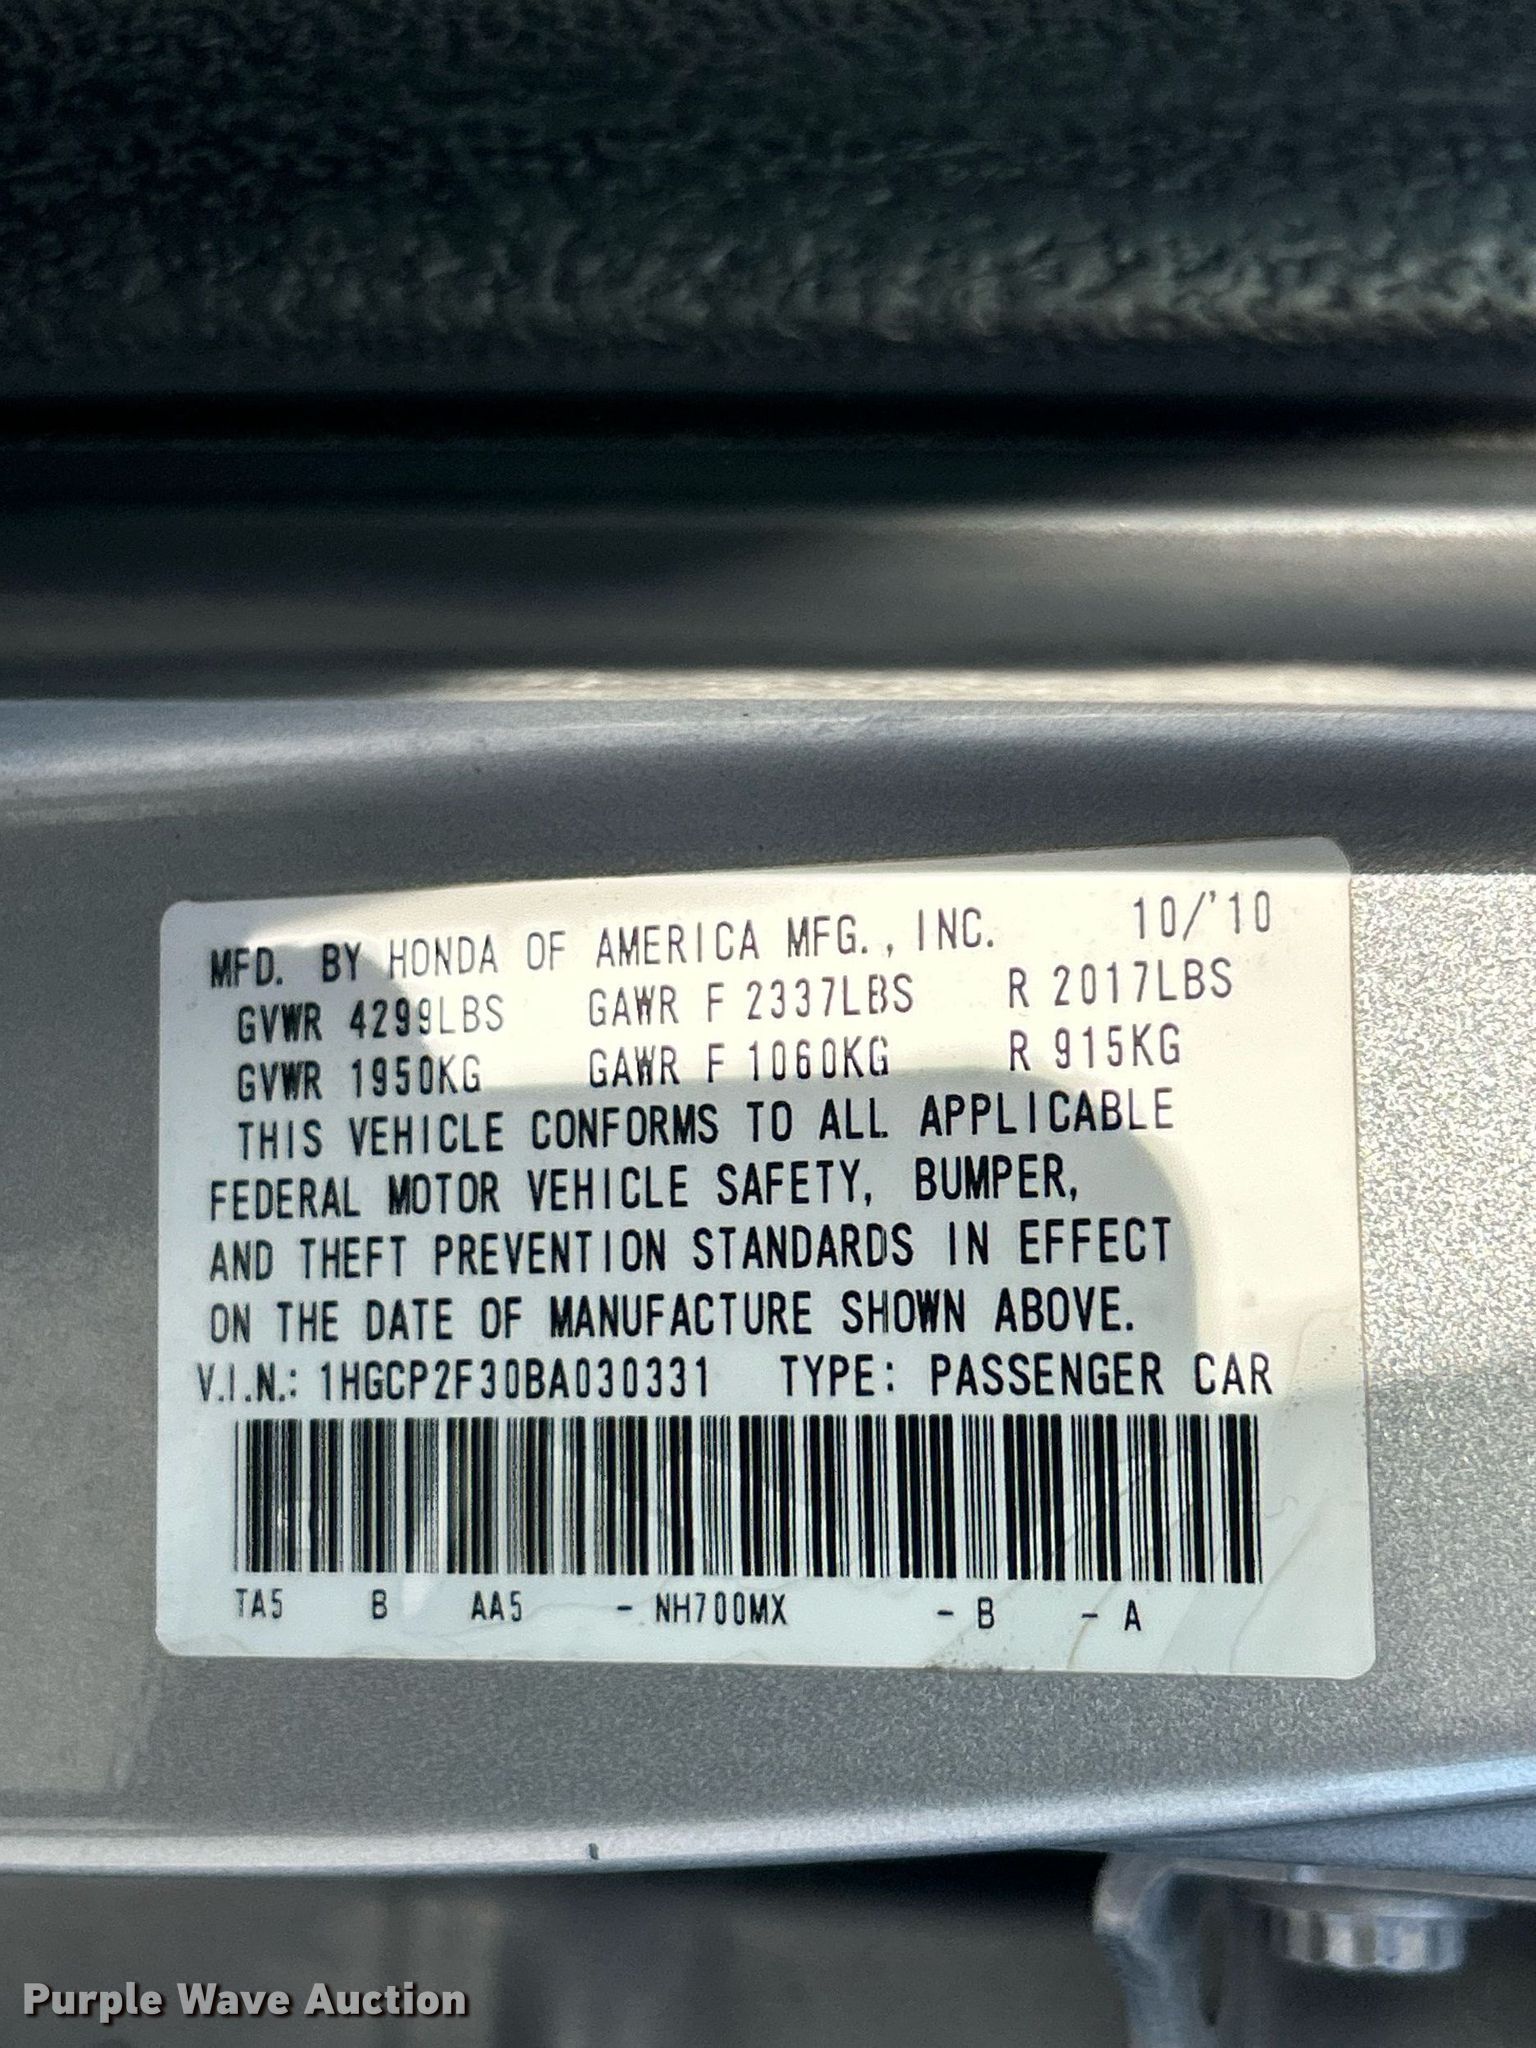 MFD. BY HONDA OF AMERICA MFG., INC. 10/'10
GVWR 4299LBS GAWR F 2337LBS R 2017LBS
GVWR 1950KG GAWR F 1060KG R 915KG
THIS VEHICLE CONFORMS TO ALL APPLICABLE
FEDERAL MOTOR VEHICLE SAFETY, BUMPER,
AND THEFT PREVENTION STANDARDS IN EFFECT
ON THE DATE OF MANUFACTURE SHOWN ABOVE.
V.I.N.: 1HGCP2F30BA030331 TYPE: PASSENGER CAR
TA5 B AA5 - NH700MX - B - A
Purple Wave Auction